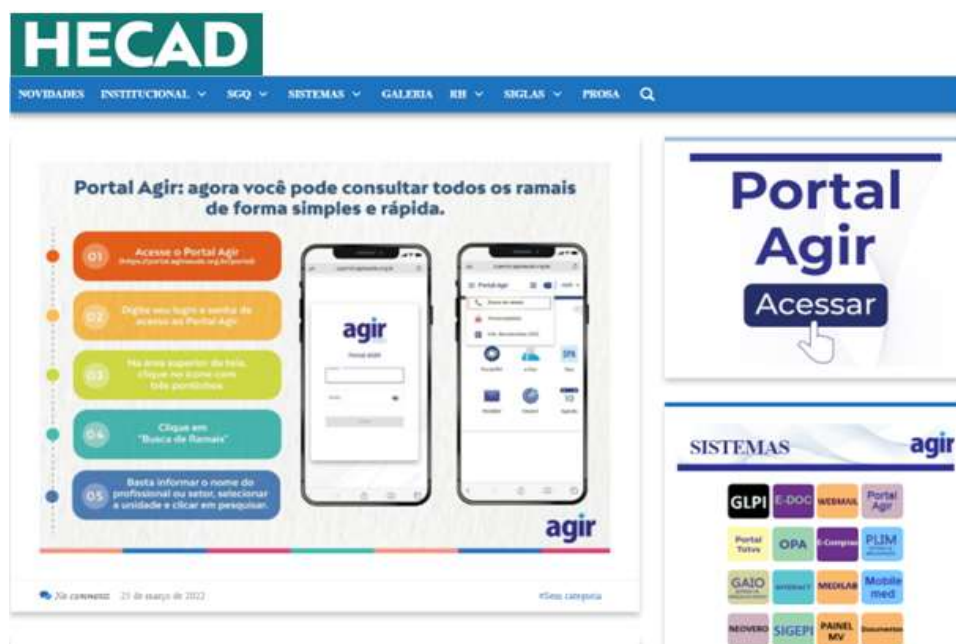 HECAD
NOVIDADES INSTITUCIONAL SGQ SISTEMAS GALERIA RH SIGLAS PROSA
Portal Agir: agora você pode consultar todos os ramais
de forma simples e rápida.
01
Acesse o Portal Agir
02
Digite seu login e senha de
acesso ao Portal Agir
03
Na área superior da tela,
clique no ícone com
três pontinhos
04
Clique em
"Busca de Ramais"
05
Basta informar o nome do
profissional ou setor, selecionar
a unidade e clicar em pesquisar.
agir
Portal AGIR
Portal Agir
agir
No comments 25 de março de 2022
#Sem categoria
Portal
Agir
Acessar
SISTEMAS agir
GLPI E-DOC WEBMAIL Portal
Agir
Portal
Totvs OPA E-Compras PLIM
GAIO INTERACT MEDILAB Mobile
med
NEOVERO SIGEPI PAINEL
MV Documentos